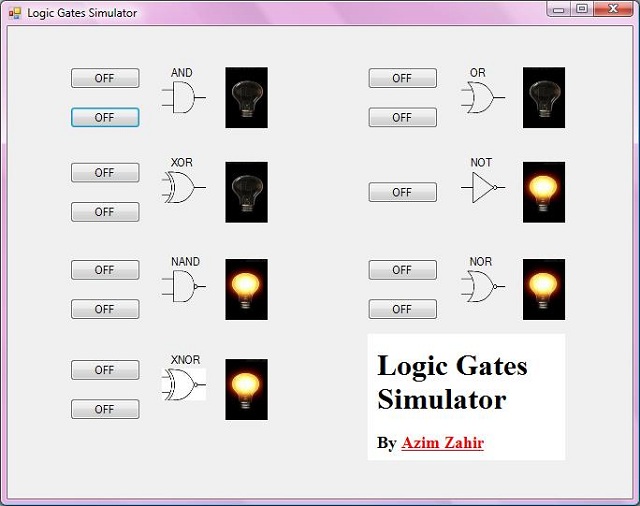 Logic Gates Simulator
OFF AND
OFF
OFF OR
OFF
OFF XOR
OFF
NOT
OFF
OFF NAND
OFF
OFF NOR
OFF
OFF XNOR
OFF
Logic Gates
Simulator
By Azim Zahir